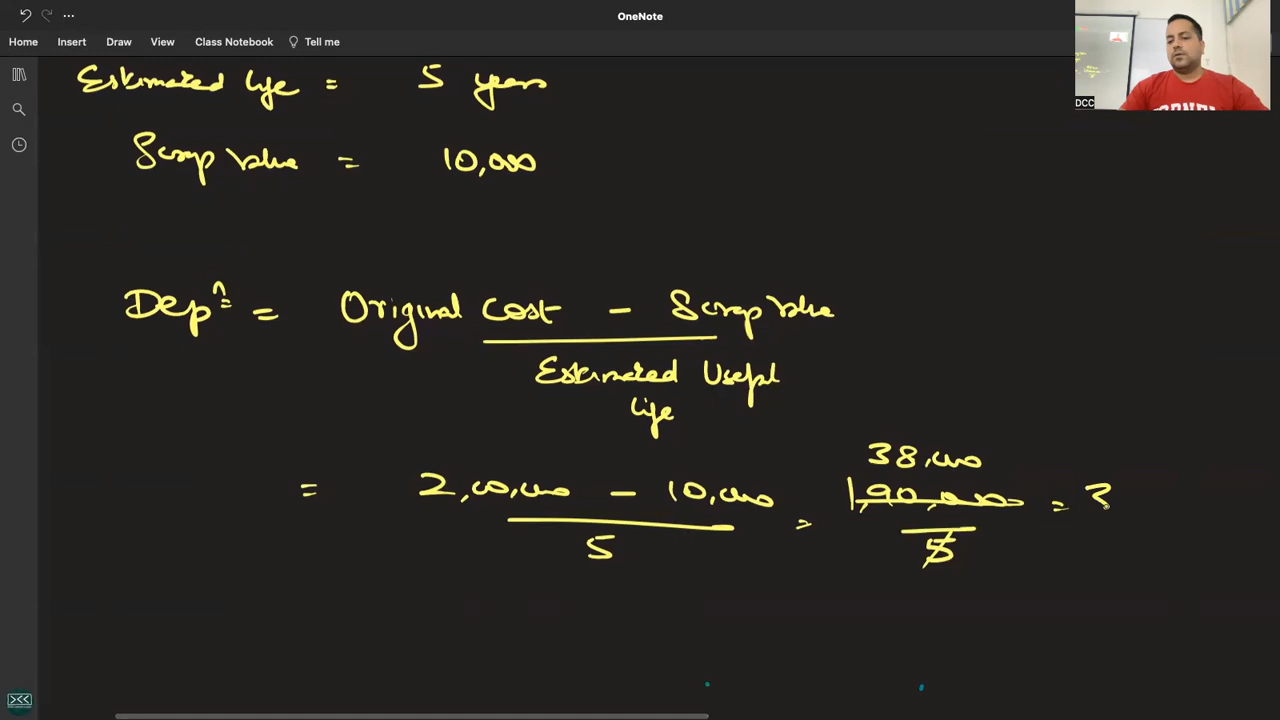 OneNote
Home Insert Draw View Class Notebook Tell me
DCC
Estimated life = 5 years
Scrap Value = 10,000
Depn = Original Cost - Scrap Value
Estimated Useful
life
38,000
= 2,00,000 - 10,000 = 1,90,000 = 3
5 5